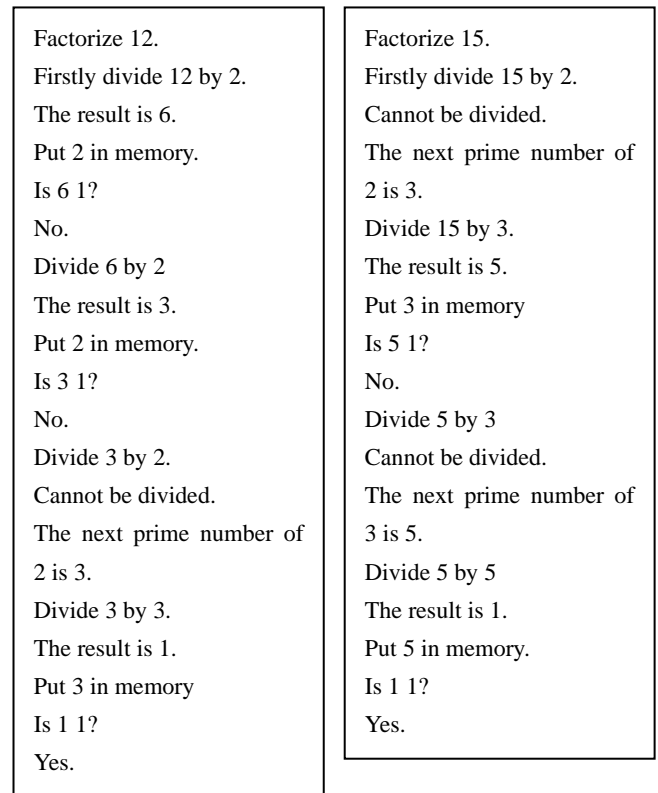 Factorize 12.
Firstly divide 12 by 2.
The result is 6.
Put 2 in memory.
Is 6 1?
No.
Divide 6 by 2
The result is 3.
Put 2 in memory.
Is 3 1?
No.
Divide 3 by 2.
Cannot be divided.
The next prime number of
2 is 3.
Divide 3 by 3.
The result is 1.
Put 3 in memory
Is 1 1?
Yes.
Factorize 15.
Firstly divide 15 by 2.
Cannot be divided.
The next prime number of
2 is 3.
Divide 15 by 3.
The result is 5.
Put 3 in memory
Is 5 1?
No.
Divide 5 by 3
Cannot be divided.
The next prime number of
3 is 5.
Divide 5 by 5
The result is 1.
Put 5 in memory.
Is 1 1?
Yes.